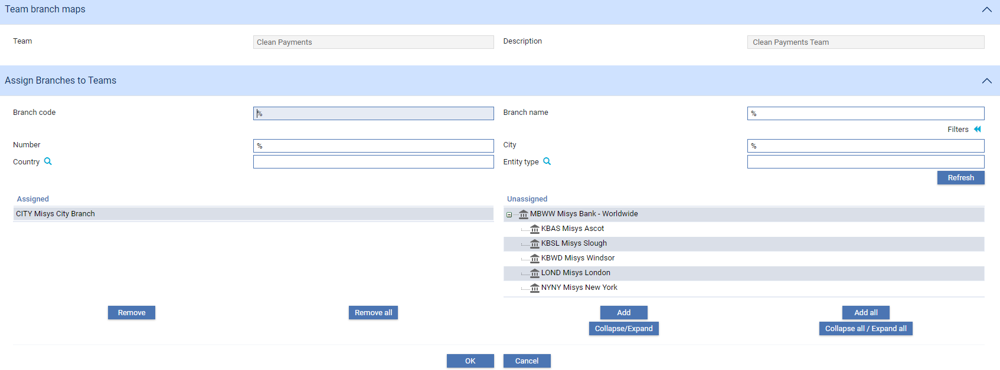 Team branch maps
Team Clean Payments Description Clean Payments Team
Assign Branches to Teams
Branch code % Branch name %
Filters
Number % City %
Country Entity type
Refresh
Assigned Unassigned
CITY Misys City Branch MBWW Misys Bank - Worldwide
KBAS Misys Ascot
KBSL Misys Slough
KBWD Misys Windsor
LOND Misys London
NYNY Misys New York
Remove Remove all Add Add all
Collapse/Expand Collapse all / Expand all
OK Cancel